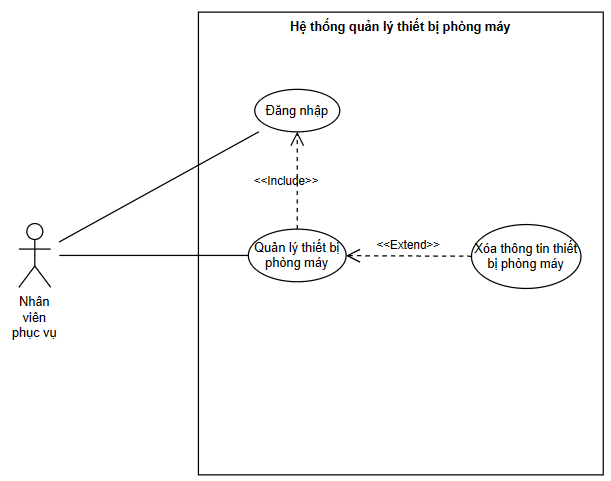 Hệ thống quản lý thiết bị phòng máy
Đăng nhập
<<Include>>
Quản lý thiết bị
phòng máy
<<Extend>>
Xóa thông tin thiết
bị phòng máy
Nhân
viên
phục vụ